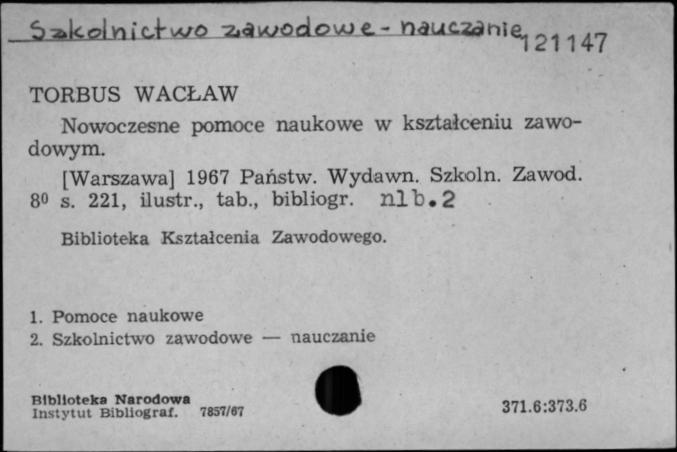 Szkolnictwo zawodowe - nauczanie
121147
TORBUS WACŁAW
Nowoczesne pomoce naukowe w kształceniu zawo-
dowym.
[Warszawa] 1967 Państw. Wydawn. Szkoln. Zawod.
8⁰ s. 221, ilustr., tab., bibliogr. nlb.2
Biblioteka Kształcenia Zawodowego.
1. Pomoce naukowe
2. Szkolnictwo zawodowe — nauczanie
Biblioteka Narodowa
Instytut Bibliograf. 7857/67
371.6:373.6